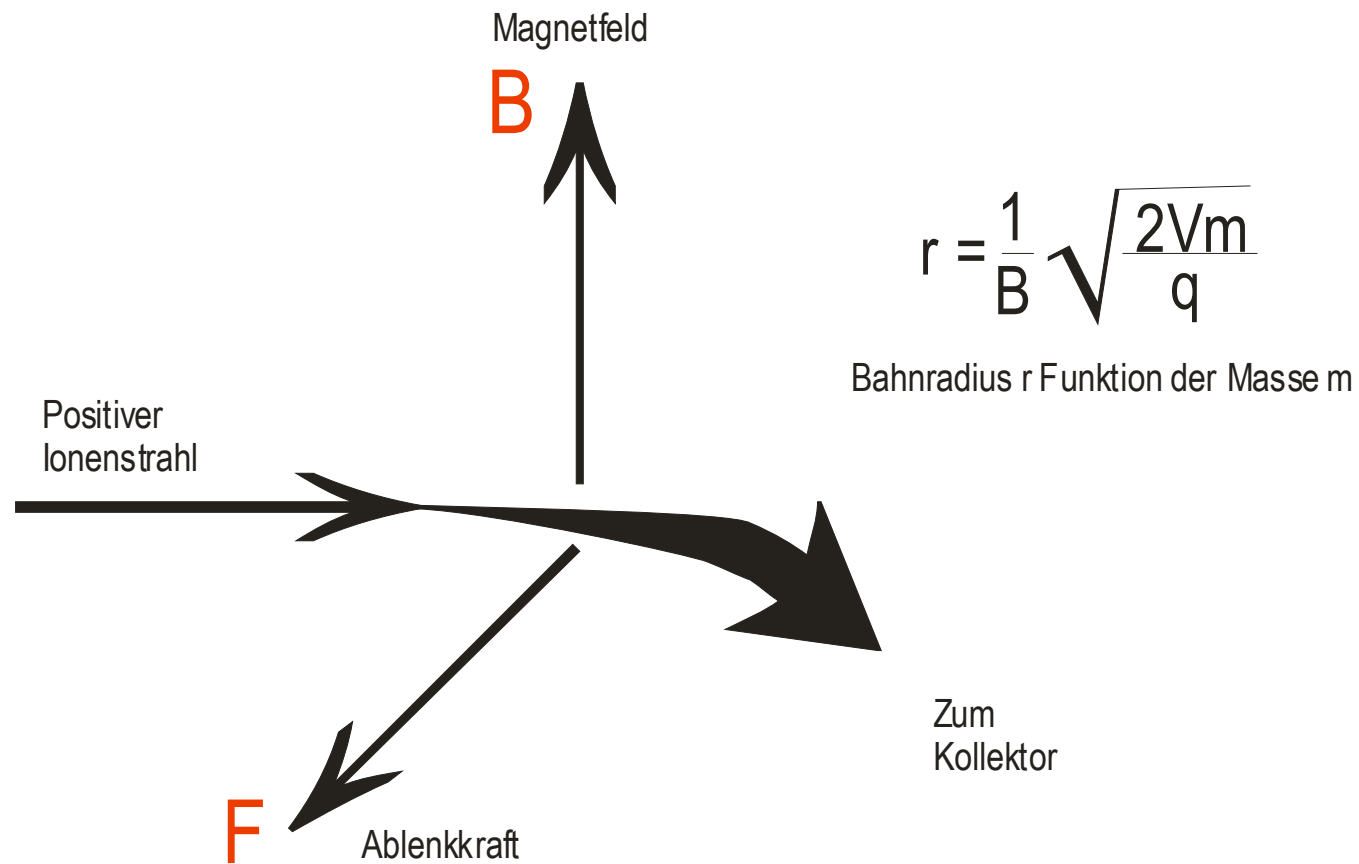 Magnetfeld
B
r = 1/B √(2Vm/q)
Bahnradius r Funktion der Masse m
Positiver
Ionenstrahl
Zum
Kollektor
F
Ablenkkraft